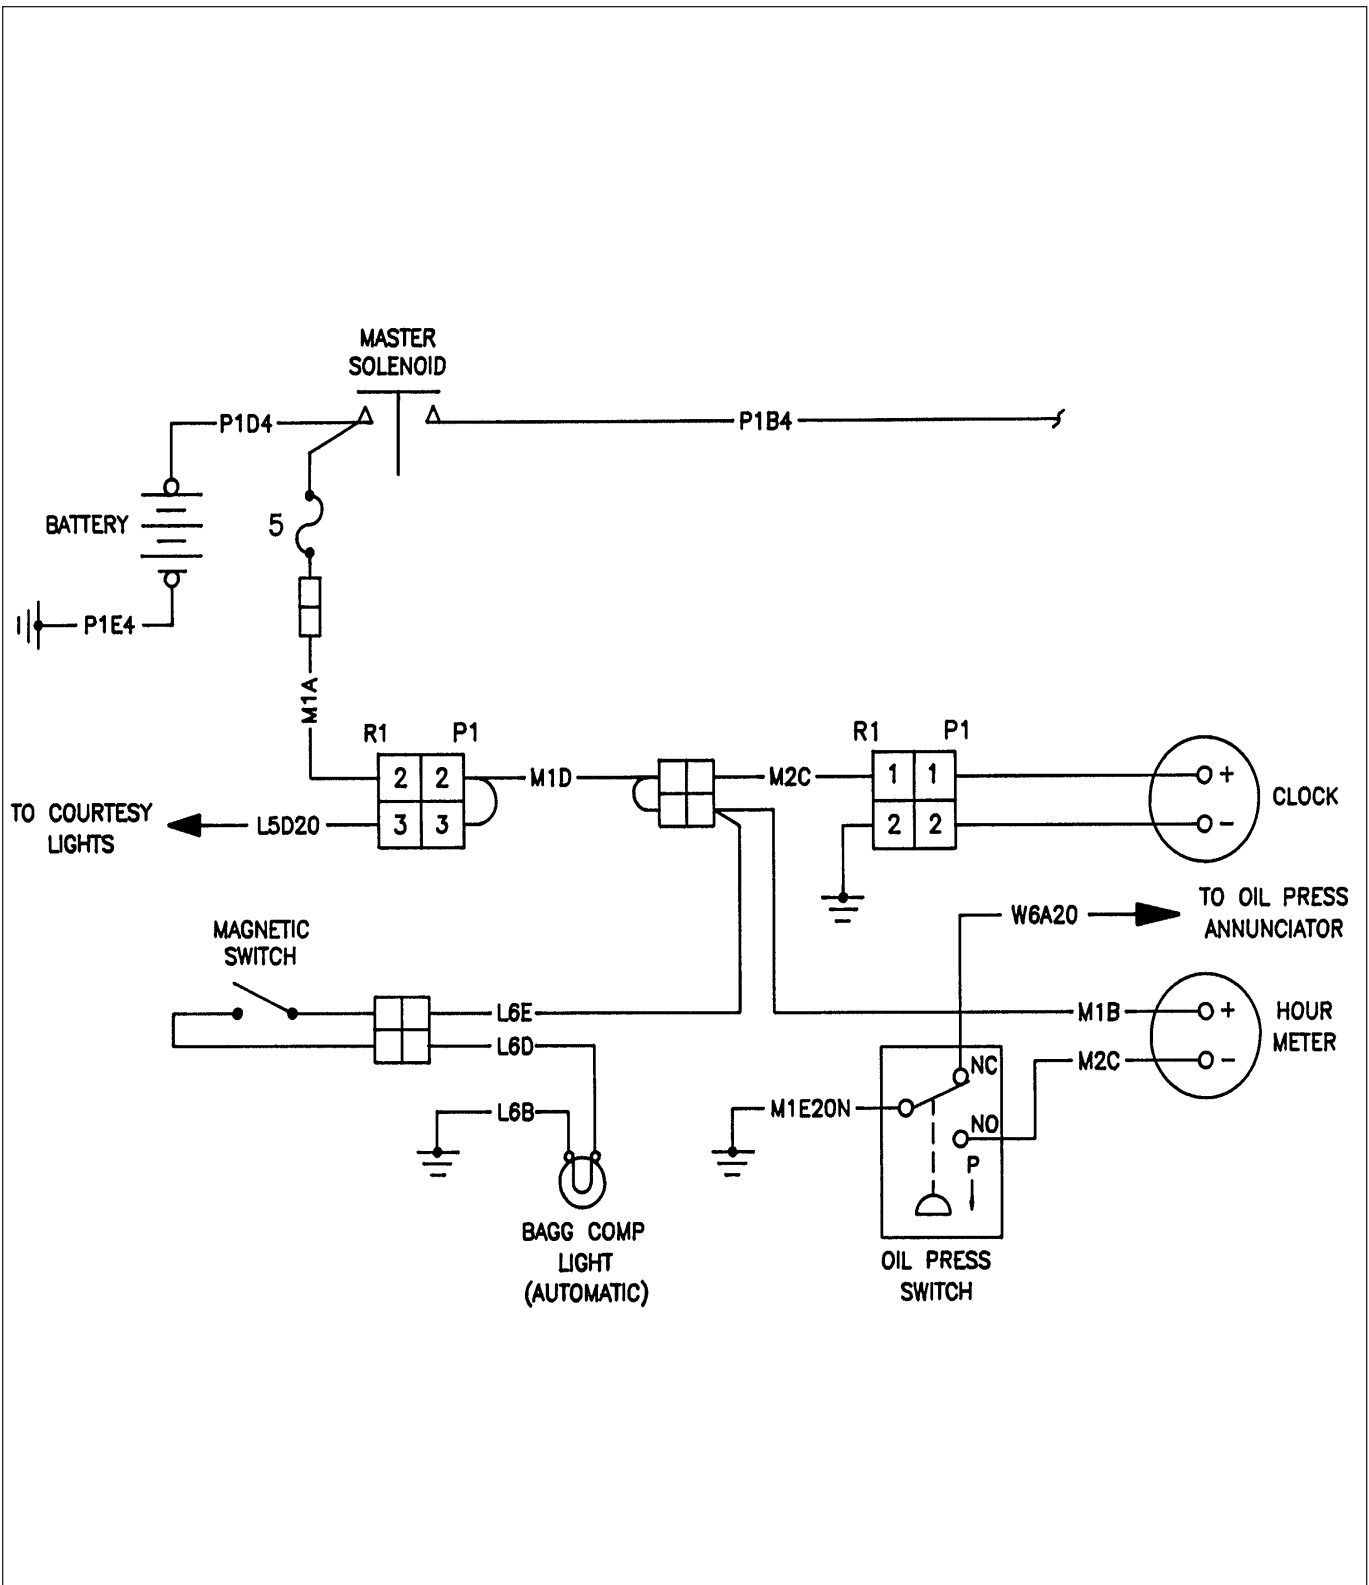 MASTER
SOLENOID
P1D4
P1B4
BATTERY
5
P1E4
M1A
R1 P1
R1 P1
2 2
M1D
M2C
1 1
+
CLOCK
TO COURTESY
LIGHTS
L5D20
3 3
2 2
-
MAGNETIC
SWITCH
W6A20
TO OIL PRESS
ANNUNCIATOR
L6E
M1B
+
HOUR
METER
L6D
NC
M2C
-
L6B
M1E20N
NO
P
BAGG COMP
LIGHT
(AUTOMATIC)
OIL PRESS
SWITCH